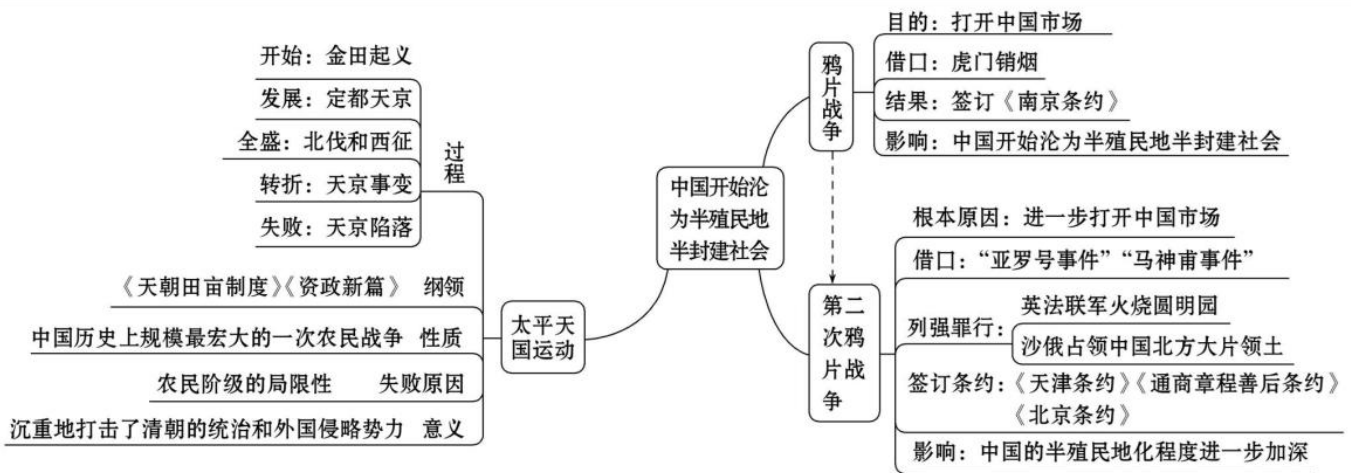 中国开始沦
为半殖民地
半封建社会
鸦片战争
目的：打开中国市场
借口：虎门销烟
结果：签订《南京条约》
影响：中国开始沦为半殖民地半封建社会
第二次鸦片战争
根本原因：进一步打开中国市场
借口：“亚罗号事件”“马神甫事件”
列强罪行：
英法联军火烧圆明园
沙俄占领中国北方大片领土
签订条约：《天津条约》《通商章程善后条约》
《北京条约》
影响：中国的半殖民地化程度进一步加深
太平天
国运动
过程
开始：金田起义
发展：定都天京
全盛：北伐和西征
转折：天京事变
失败：天京陷落
《天朝田亩制度》《资政新篇》 纲领
中国历史上规模最宏大的一次农民战争 性质
农民阶级的局限性 失败原因
沉重地打击了清朝的统治和外国侵略势力 意义